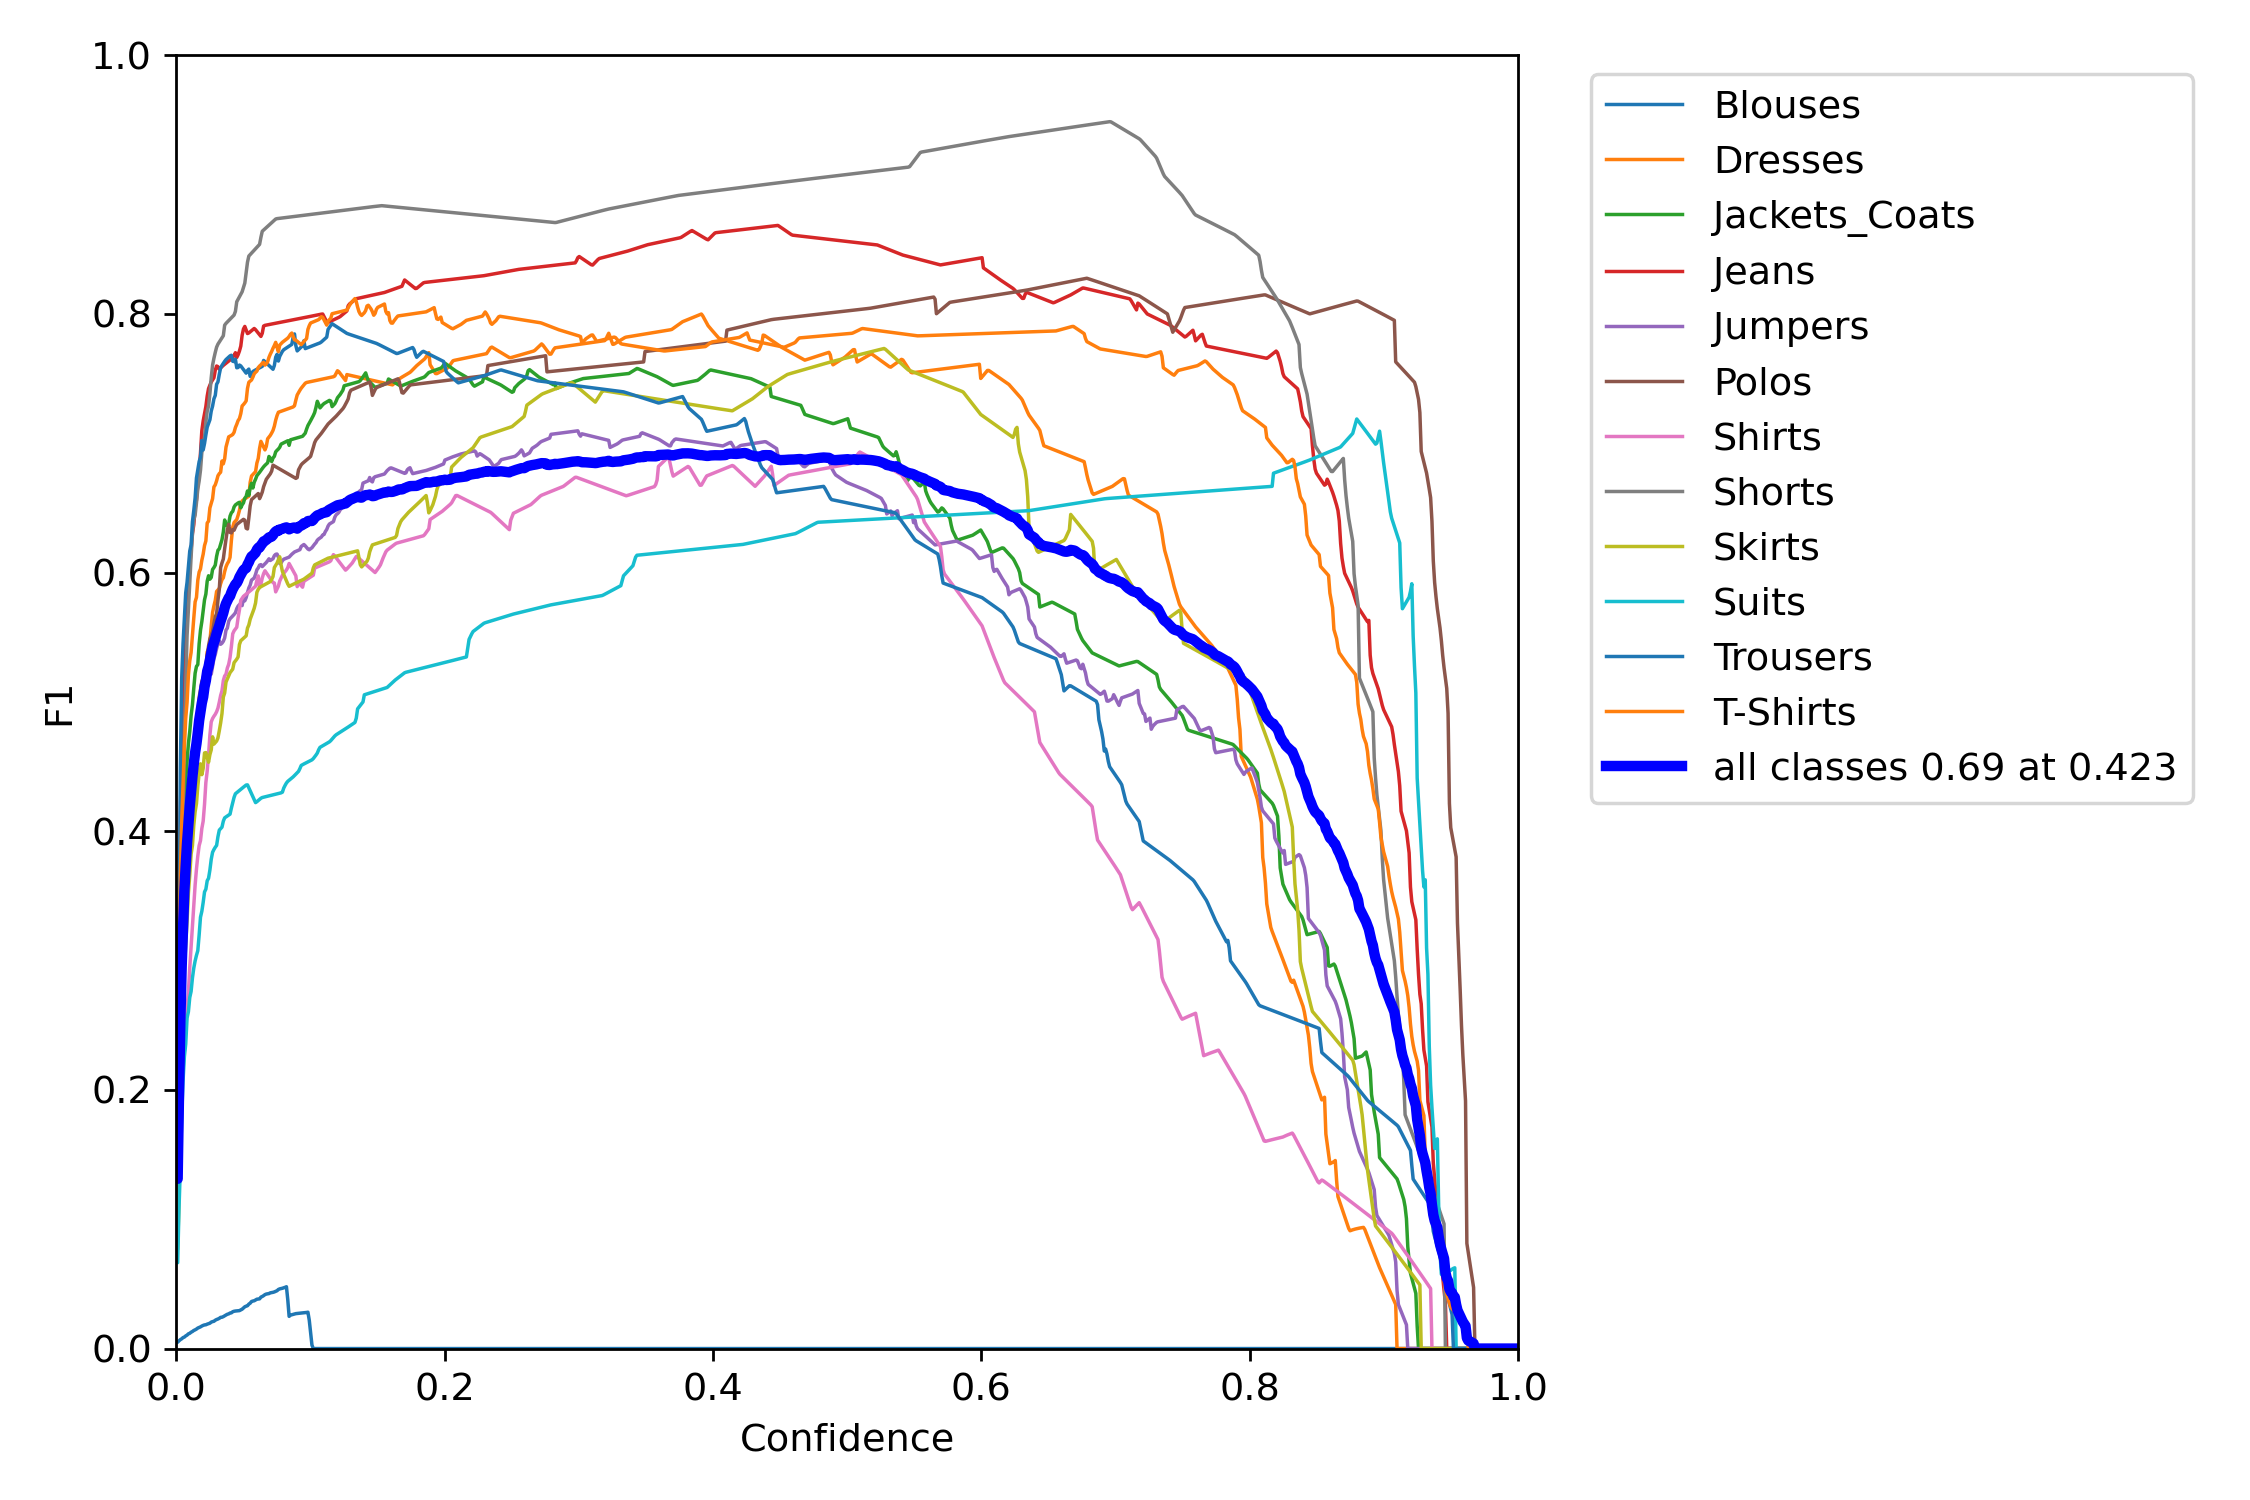 1.0
0.8
0.6
0.4
0.2
0.0
F1
0.0 0.2 0.4 0.6 0.8 1.0
Confidence
Blouses
Dresses
Jackets_Coats
Jeans
Jumpers
Polos
Shirts
Shorts
Skirts
Suits
Trousers
T-Shirts
all classes 0.69 at 0.423